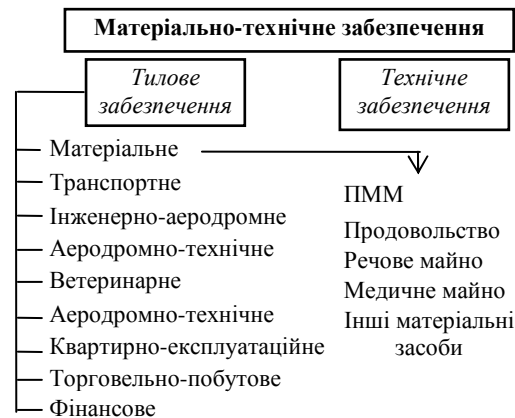 Матеріально-технічне забезпечення
Тилове
забезпечення
Технічне
забезпечення
Матеріальне
Транспортне
Інженерно-аеродромне
Аеродромно-технічне
Ветеринарне
Аеродромно-технічне
Квартирно-експлуатаційне
Торговельно-побутове
Фінансове
ПММ
Продовольство
Речове майно
Медичне майно
Інші матеріальні
засоби